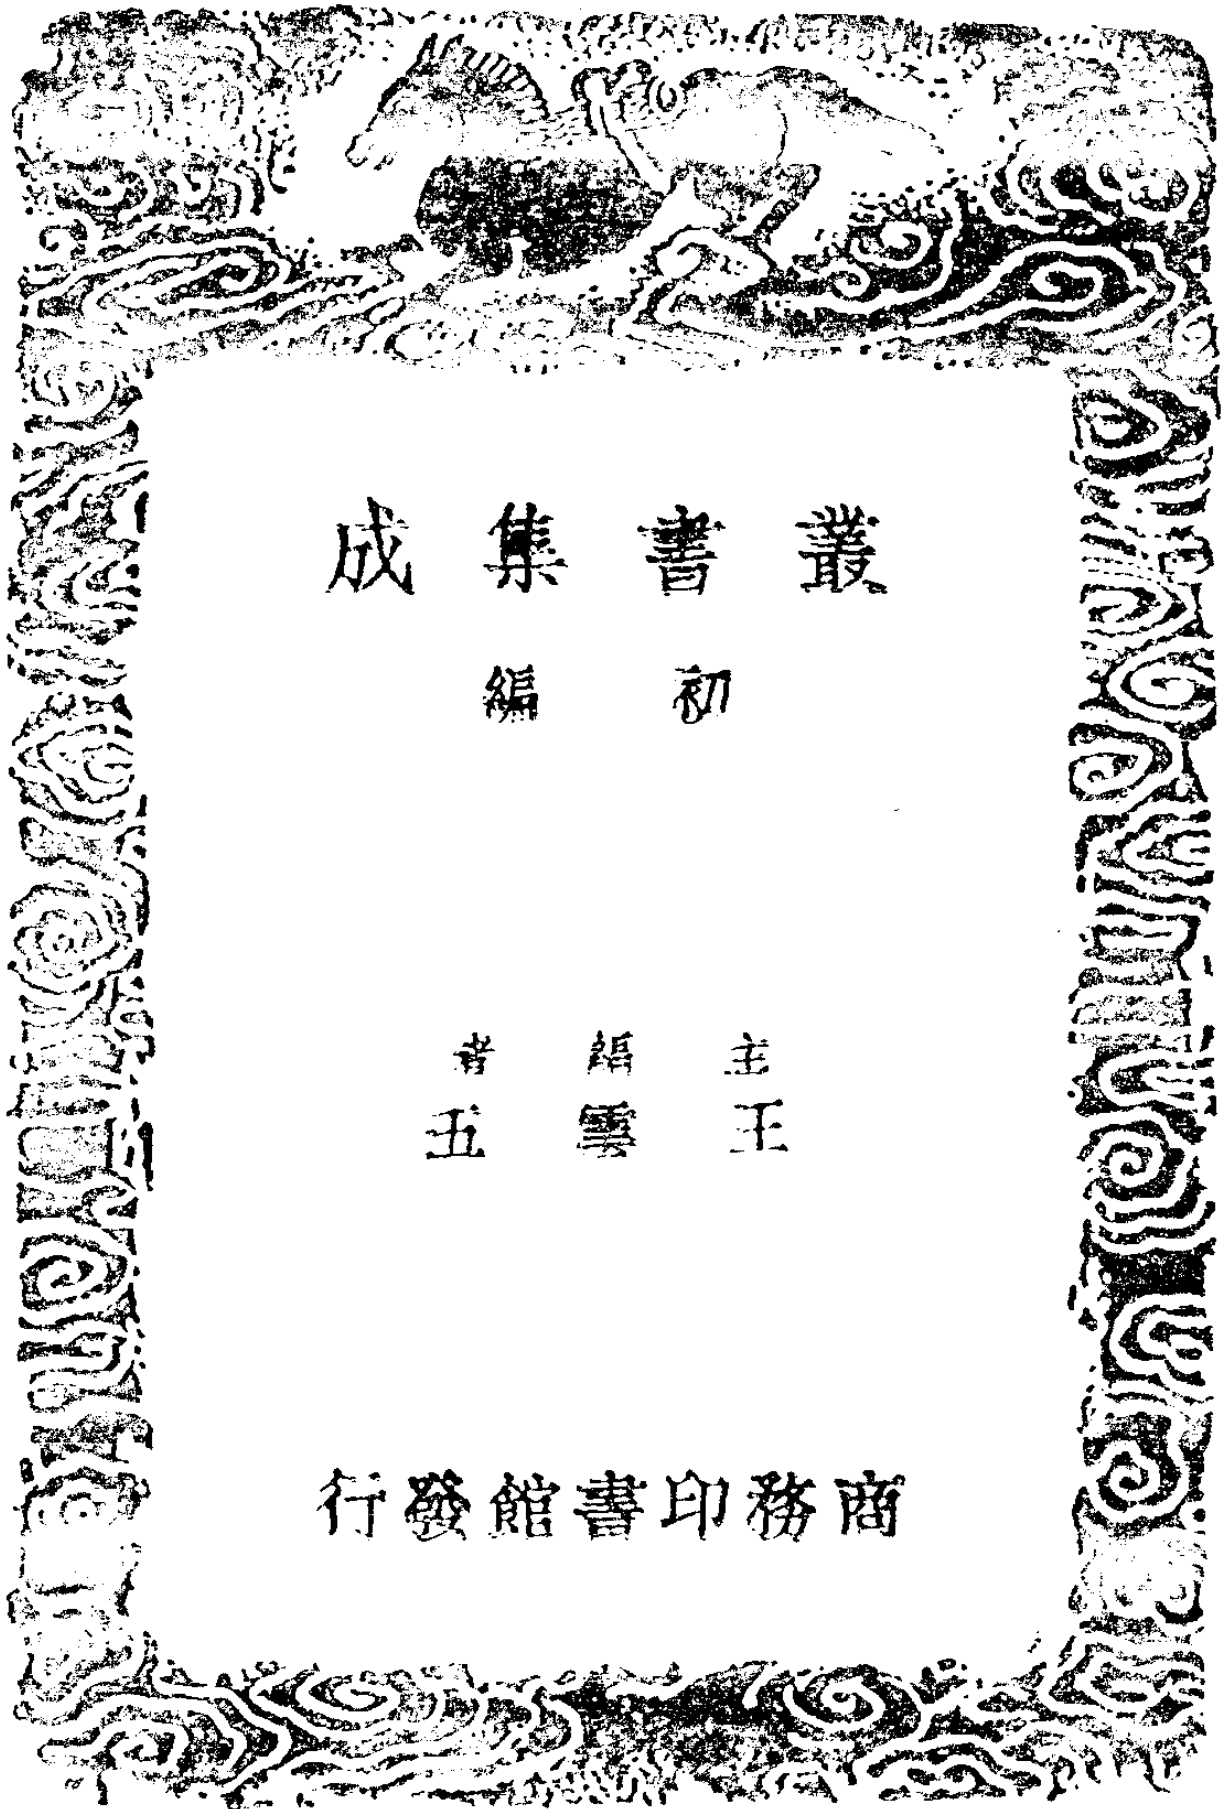 叢書集成
初編
主編者
王雲五
商務印書館發行